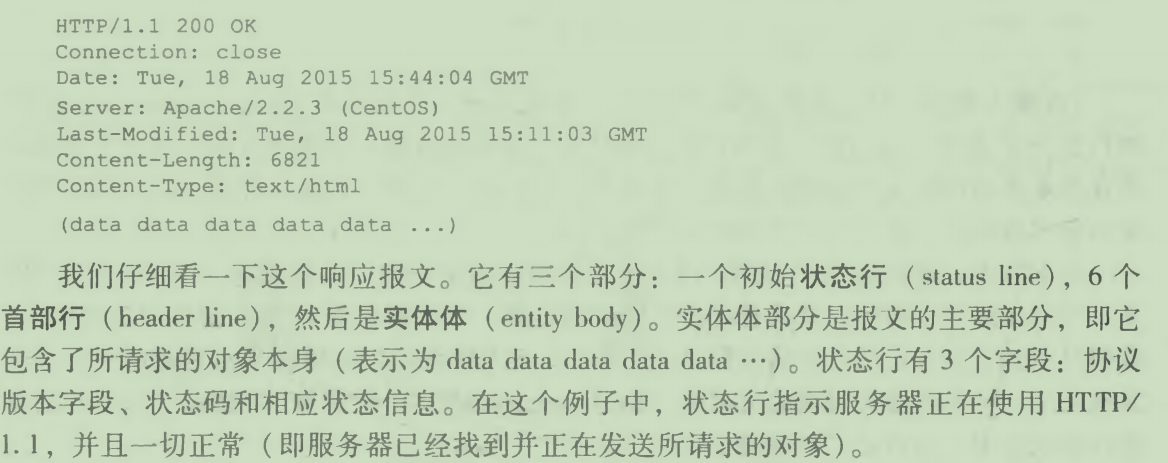 HTTP/1.1 200 OK
Connection: close
Date: Tue, 18 Aug 2015 15:44:04 GMT
Server: Apache/2.2.3 (CentOS)
Last-Modified: Tue, 18 Aug 2015 15:11:03 GMT
Content-Length: 6821
Content-Type: text/html
(data data data data data ...)
我们仔细看一下这个响应报文。它有三个部分：一个初始状态行（status line），6 个
首部行（header line），然后是实体体（entity body）。实体体部分是报文的主要部分，即它
包含了所请求的对象本身（表示为 data data data data data …）。状态行有 3 个字段：协议
版本字段、状态码和相应状态信息。在这个例子中，状态行指示服务器正在使用 HTTP/
1.1，并且一切正常（即服务器已经找到并正在发送所请求的对象）。